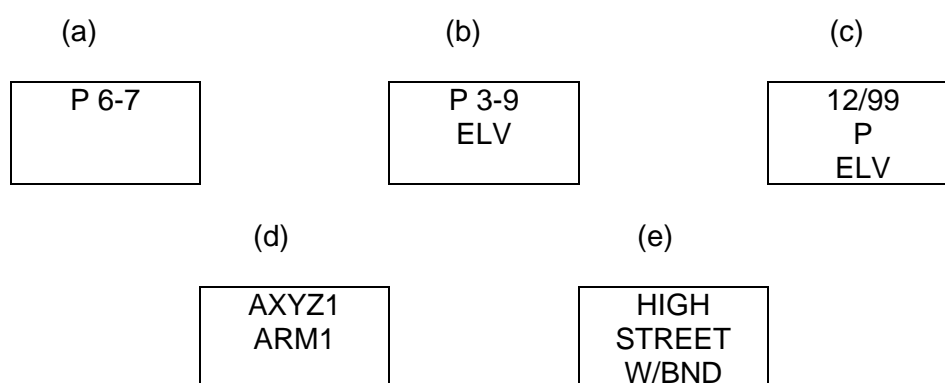 (a)
(b)
(c)
P 6-7
P 3-9
ELV
12/99
P
ELV
(d)
(e)
AXYZ1
ARM1
HIGH
STREET
W/BND